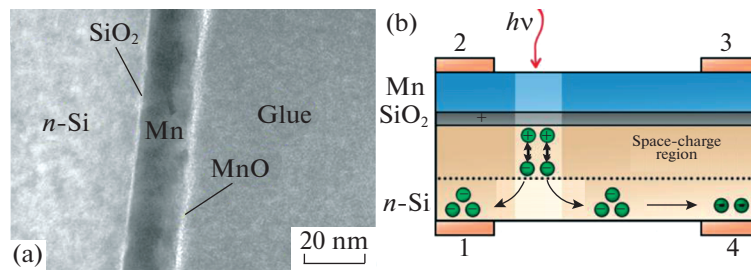 SiO₂
n-Si
Mn
Glue
MnO
(a)
20 nm
(b)
hν
2
3
Mn
SiO₂
+
Space-charge
region
n-Si
1
4